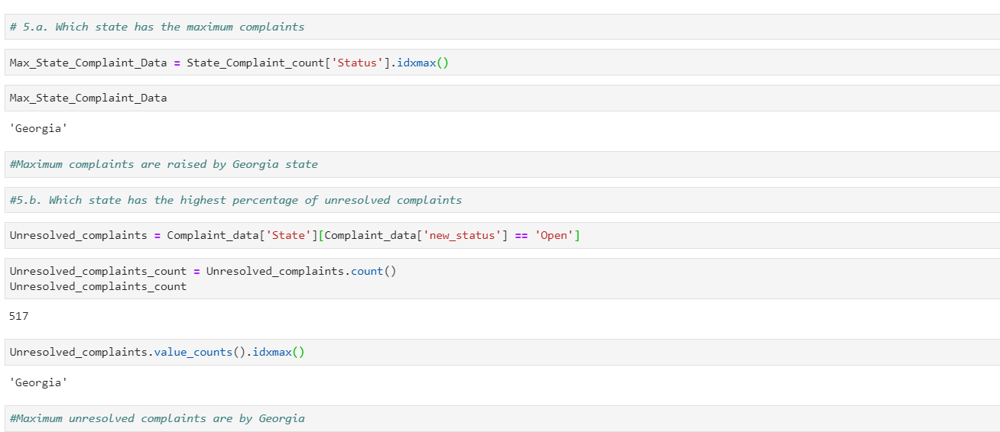 # 5.a. Which state has the maximum complaints
Max_State_Complaint_Data = State_Complaint_count['Status'].idxmax()
Max_State_Complaint_Data
'Georgia'
#Maximum complaints are raised by Georgia state
#5.b. Which state has the highest percentage of unresolved complaints
Unresolved_complaints = Complaint_data['State'][Complaint_data['new_status'] == 'Open']
Unresolved_complaints_count = Unresolved_complaints.count()
Unresolved_complaints_count
517
Unresolved_complaints.value_counts().idxmax()
'Georgia'
#Maximum unresolved complaints are by Georgia